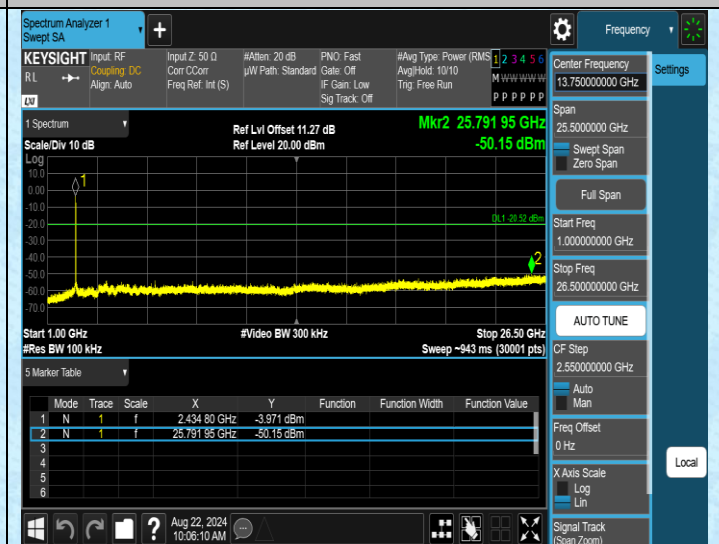 Spectrum Analyzer 1
Swept SA
Frequency
KEYSIGHT
R L
LXI
Input: RF
Coupling: DC
Align: Auto
Input Z: 50 Ω
Corr CCorr
Freq Ref: Int (S)
#Atten: 20 dB
µW Path: Standard
PNO: Fast
Gate: Off
IF Gain: Low
Sig Track: Off
#Avg Type: Power (RMS
Avg|Hold: 10/10
Trig: Free Run
1 2 3 4 5 6
M W W W W W
P P P P P P
1 Spectrum
Scale/Div 10 dB
Ref Lvl Offset 11.27 dB
Ref Level 20.00 dBm
Mkr2 25.791 95 GHz
-50.15 dBm
Log
10.0
0.00
-10.0
-20.0
-30.0
-40.0
-50.0
-60.0
-70.0
1
DL1 -20.52 dBm
2
Start 1.00 GHz
#Video BW 300 kHz
Stop 26.50 GHz
#Res BW 100 kHz
Sweep ~943 ms (30001 pts)
5 Marker Table
Mode Trace Scale X Y Function Function Width Function Value
1 N 1 f 2.434 80 GHz -3.971 dBm
2 N 1 f 25.791 95 GHz -50.15 dBm
3
4
5
6
Aug 22, 2024
10:06:10 AM
Center Frequency
13.750000000 GHz
Span
25.5000000 GHz
Swept Span
Zero Span
Full Span
Start Freq
1.000000000 GHz
Stop Freq
26.500000000 GHz
AUTO TUNE
CF Step
2.550000000 GHz
Auto
Man
Freq Offset
0 Hz
X Axis Scale
Log
Lin
Signal Track
(Span Zoom)
Settings
Local